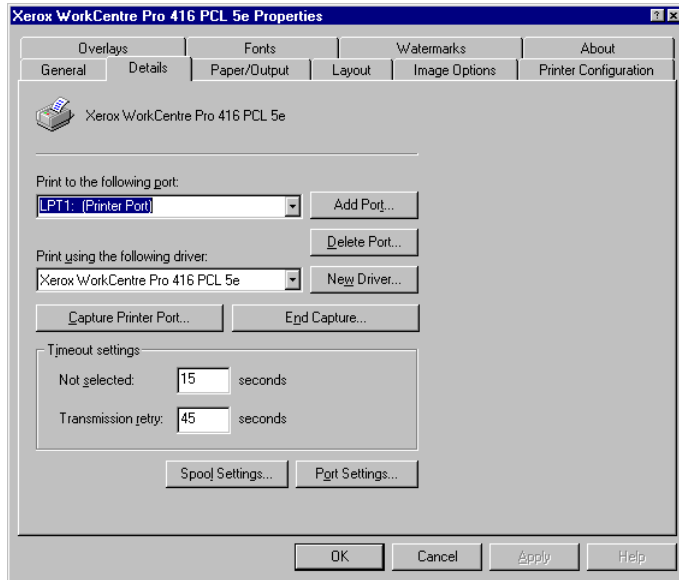 Xerox WorkCentre Pro 416 PCL 5e Properties
Overlays Fonts Watermarks About
General Details Paper/Output Layout Image Options Printer Configuration
Xerox WorkCentre Pro 416 PCL 5e
Print to the following port:
LPT1: (Printer Port) Add Port...
Delete Port...
Print using the following driver:
Xerox WorkCentre Pro 416 PCL 5e New Driver...
Capture Printer Port... End Capture...
Timeout settings
Not selected: 15 seconds
Transmission retry: 45 seconds
Spool Settings... Port Settings...
OK Cancel Apply Help